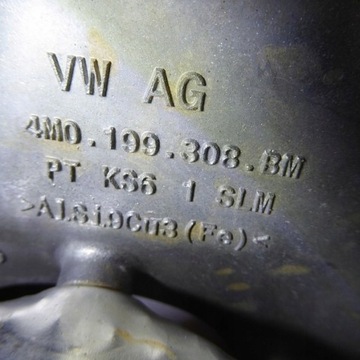 VW AG
4M0.199.308.BM
PT KS6 1 SLM
>AlSi9Cu3(Fe)<